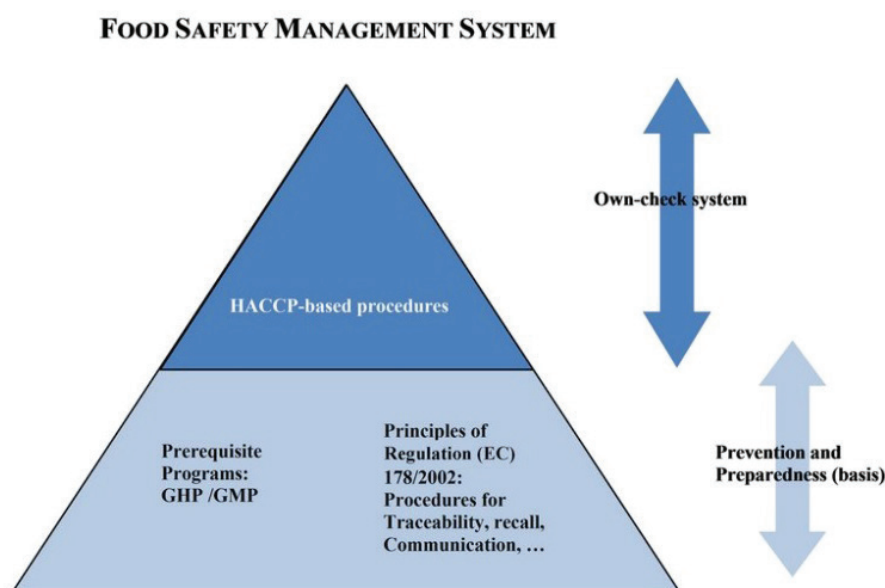 FOOD SAFETY MANAGEMENT SYSTEM
Own-check system
HACCP-based procedures
Prerequisite
Programs:
GHP /GMP
Principles of
Regulation (EC)
178/2002:
Procedures for
Traceability, recall,
Communication, …
Prevention and
Preparedness (basis)